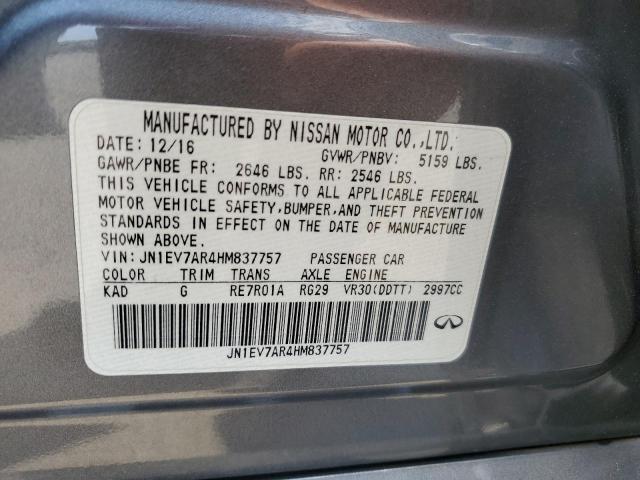 MANUFACTURED BY NISSAN MOTOR CO.,LTD.
DATE: 12/16 GVWR/PNBV: 5159 LBS.
GAWR/PNBE FR: 2646 LBS. RR: 2546 LBS.
THIS VEHICLE CONFORMS TO ALL APPLICABLE FEDERAL
MOTOR VEHICLE SAFETY,BUMPER,AND THEFT PREVENTION
STANDARDS IN EFFECT ON THE DATE OF MANUFACTURE
SHOWN ABOVE.
VIN: JN1EV7AR4HM837757 PASSENGER CAR
COLOR TRIM TRANS AXLE ENGINE
KAD G RE7R01A RG29 VR30(DDTT) 2997CC
JN1EV7AR4HM837757